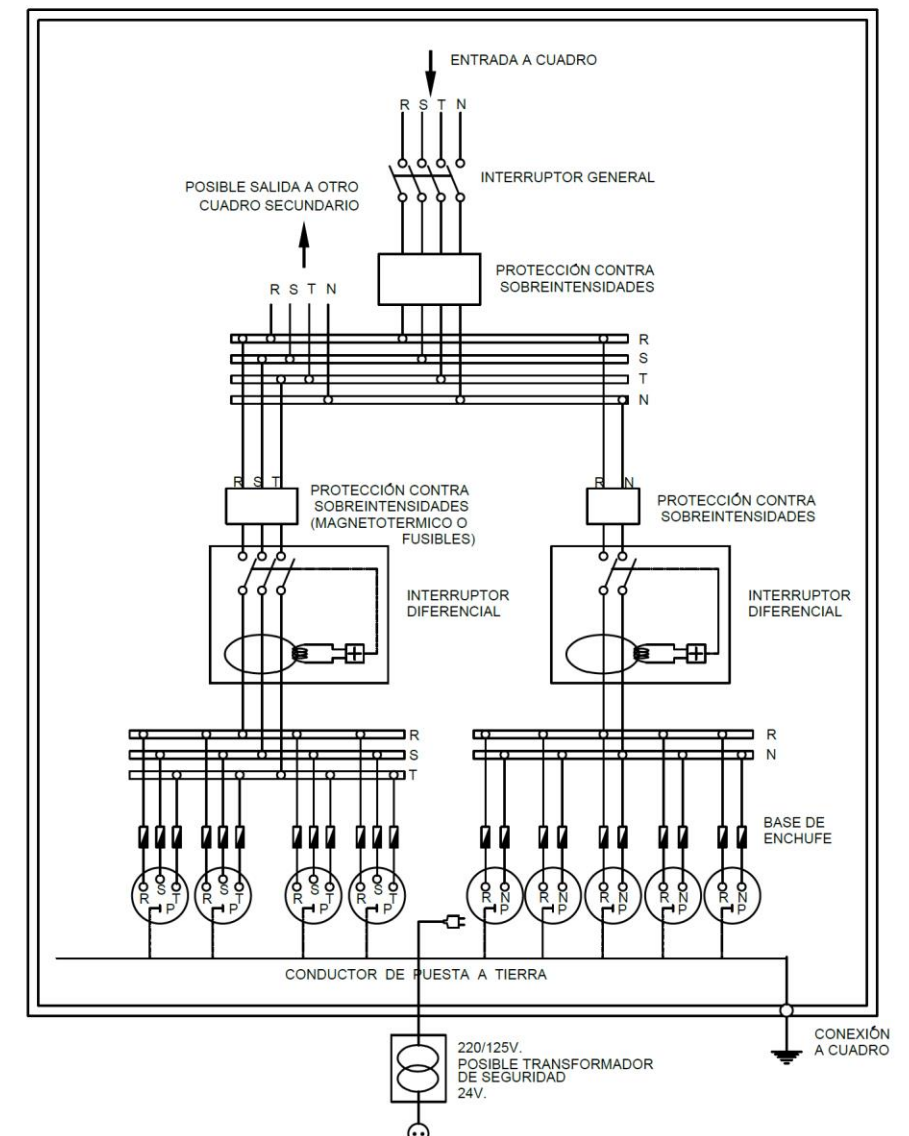 ENTRADA A CUADRO
R S T N
INTERRUPTOR GENERAL
POSIBLE SALIDA A OTRO
CUADRO SECUNDARIO
PROTECCIÓN CONTRA
SOBREINTENSIDADES
R S T N
R
S
T
N
R S T
PROTECCIÓN CONTRA
SOBREINTENSIDADES
(MAGNETOTERMICO O
FUSIBLES)
R N
PROTECCIÓN CONTRA
SOBREINTENSIDADES
INTERRUPTOR
DIFERENCIAL
INTERRUPTOR
DIFERENCIAL
R
S
T
R
N
BASE DE
ENCHUFE
R S T P
R S T P
R S T P
R S T P
R N P
R N P
R N P
R N P
R N P
CONDUCTOR DE PUESTA A TIERRA
CONEXIÓN
A CUADRO
220/125V.
POSIBLE TRANSFORMADOR
DE SEGURIDAD
24V.